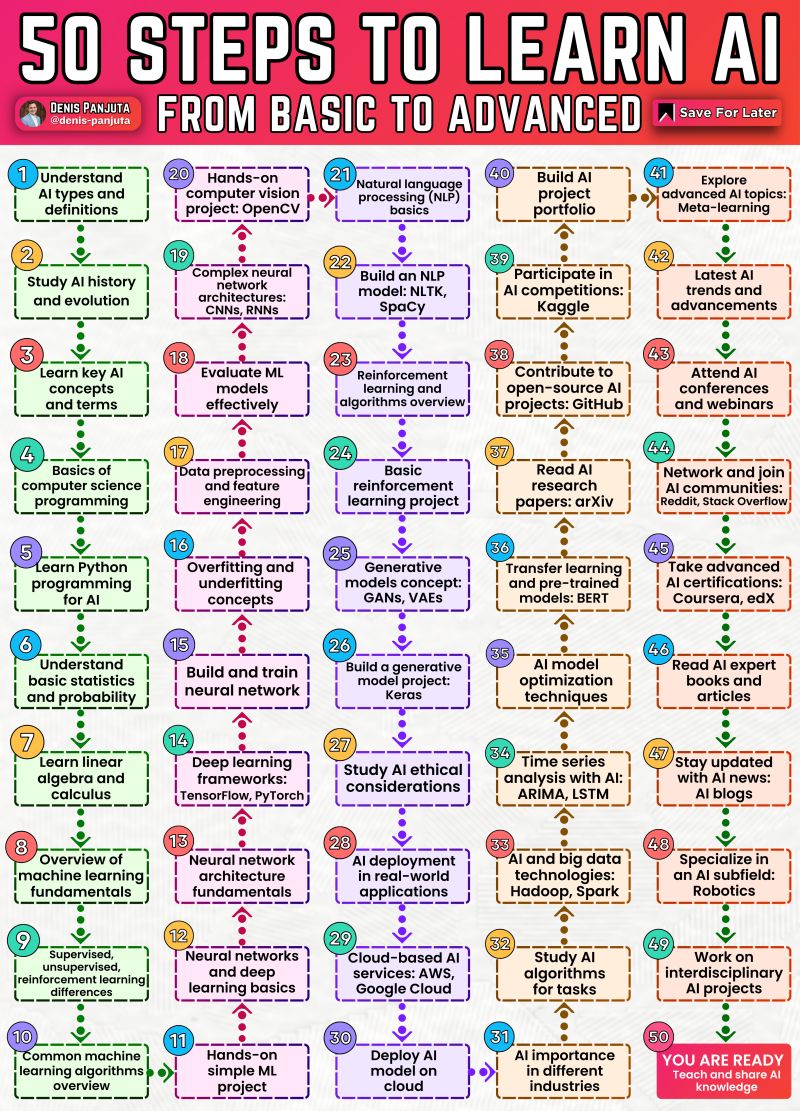 50 STEPS TO LEARN AI
DENIS PANJUTA
@denis-panjuta
FROM BASIC TO ADVANCED
Save For Later
1
Understand
AI types and
definitions
2
Study AI history
and evolution
3
Learn key AI
concepts
and terms
4
Basics of
computer science
programming
5
Learn Python
programming
for AI
6
Understand
basic statistics
and probability
7
Learn linear
algebra and
calculus
8
Overview of
machine learning
fundamentals
9
Supervised,
unsupervised,
reinforcement learning
differences
10
Common machine
learning algorithms
overview
11
Hands-on
simple ML
project
12
Neural networks
and deep
learning basics
13
Neural network
architecture
fundamentals
14
Deep learning
frameworks:
TensorFlow, PyTorch
15
Build and train
neural network
16
Overfitting and
underfitting
concepts
17
Data preprocessing
and feature
engineering
18
Evaluate ML
models
effectively
19
Complex neural
network
architectures:
CNNs, RNNs
20
Hands-on
computer vision
project: OpenCV
21
Natural language
processing (NLP)
basics
22
Build an NLP
model: NLTK,
SpaCy
23
Reinforcement
learning and
algorithms overview
24
Basic
reinforcement
learning project
25
Generative
models concept:
GANs, VAEs
26
Build a generative
model project:
Keras
27
Study AI ethical
considerations
28
AI deployment
in real-world
applications
29
Cloud-based AI
services: AWS,
Google Cloud
30
Deploy AI
model on
cloud
31
AI importance
in different
industries
32
Study AI
algorithms
for tasks
33
AI and big data
technologies:
Hadoop, Spark
34
Time series
analysis with AI:
ARIMA, LSTM
35
AI model
optimization
techniques
36
Transfer learning
and pre-trained
models: BERT
37
Read AI
research
papers: arXiv
38
Contribute to
open-source AI
projects: GitHub
39
Participate in
AI competitions:
Kaggle
40
Build AI
project
portfolio
41
Explore
advanced AI topics:
Meta-learning
42
Latest AI
trends and
advancements
43
Attend AI
conferences
and webinars
44
Network and join
AI communities:
Reddit, Stack Overflow
45
Take advanced
AI certifications:
Coursera, edX
46
Read AI expert
books and
articles
47
Stay updated
with AI news:
AI blogs
48
Specialize in
an AI subfield:
Robotics
49
Work on
interdisciplinary
AI projects
50
YOU ARE READY
Teach and share AI
knowledge